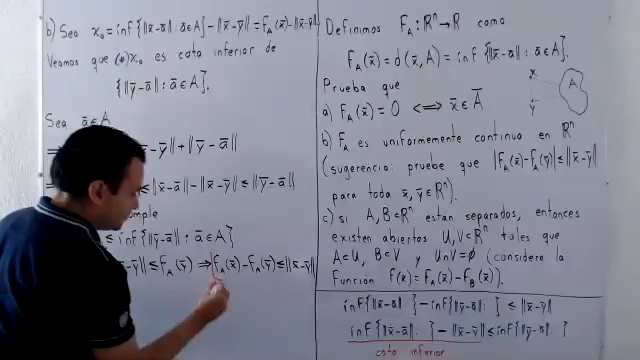 b) Sea x₀ = inf {‖x̄-ā‖ : ā∈A} - ‖x̄-ȳ‖ = F_A(x̄) - ‖x̄-ȳ‖
Veamos que (*) x₀ es cota inferior de
{‖ȳ-ā‖ : ā∈A}.
Sea ā∈A
-ȳ‖ + ‖ȳ-ā‖
≤ ‖x̄-ā‖ - ‖x̄-ȳ‖ ≤ ‖ȳ-ā‖
mple
≤ inf {‖ȳ-ā‖ : ā∈A}
-ȳ‖ ≤ F_A(ȳ) ⇒ F_A(x̄) - F_A(ȳ) ≤ ‖x̄-ȳ‖
Definimos F_A : ℝⁿ → ℝ como
F_A(x̄) = d(x̄, A) = inf {‖x̄-ā‖ : ā∈A}.
Prueba que
x
A
y
a) F_A(x̄) = 0 ⟺ x̄ ∈ A̅
b) F_A es uniformemente continua en ℝⁿ
(sugerencia: pruebe que |F_A(x̄) - F_A(ȳ)| ≤ ‖x̄-ȳ‖
para toda x̄, ȳ∈ℝⁿ).
c) si A, B⊂ℝⁿ estan separados, entonces
existen abiertos U, V⊂ℝⁿ tales que
A⊂U, B⊂V y U∩V = ∅ (considere la
función f(x̄) = F_A(x̄) - F_B(x̄)).
inf{‖x̄-ā‖ : } - inf{‖ȳ-ā‖ : } ≤ ‖x̄-ȳ‖
inf{‖x̄-ā‖ : } - ‖x̄-ȳ‖ ≤ inf{‖ȳ-ā‖ : }
cota inferior